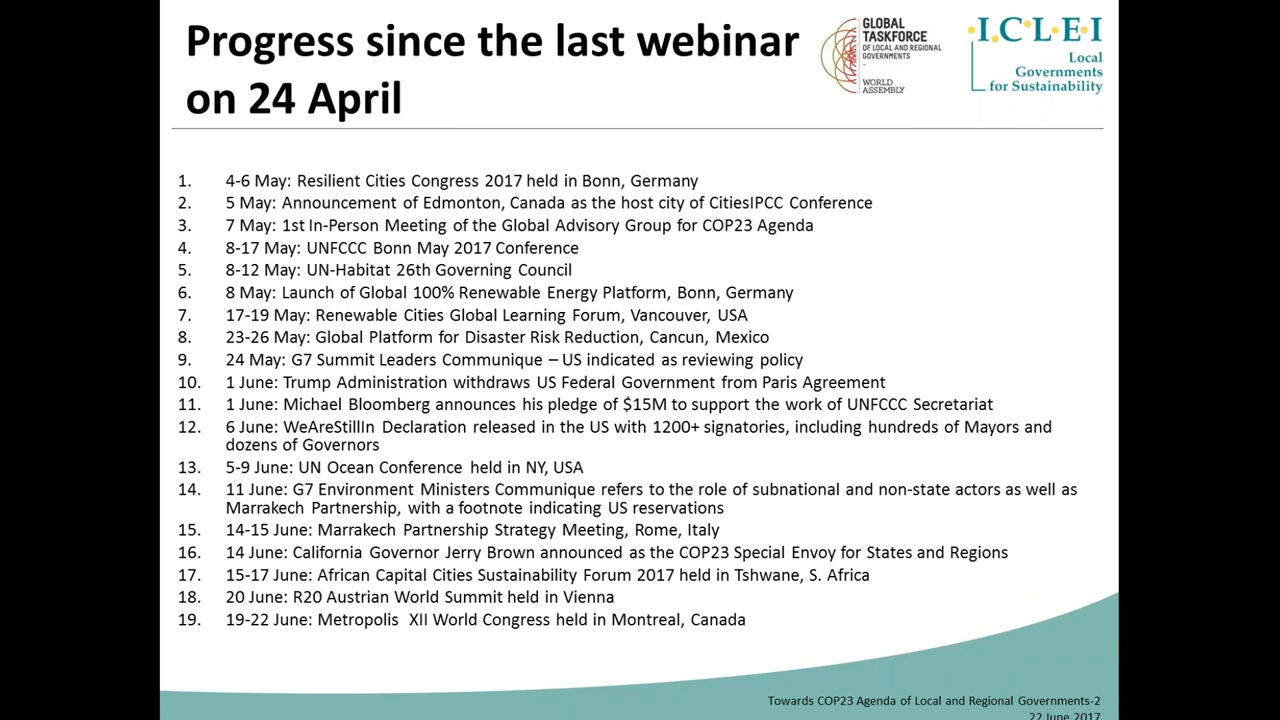 Progress since the last webinar
on 24 April
GLOBAL
TASKFORCE
OF LOCAL AND REGIONAL
GOVERNMENTS
-
WORLD
ASSEMBLY
I.C.L.E.I
Local
Governments
for Sustainability
1. 4-6 May: Resilient Cities Congress 2017 held in Bonn, Germany
2. 5 May: Announcement of Edmonton, Canada as the host city of CitiesIPCC Conference
3. 7 May: 1st In-Person Meeting of the Global Advisory Group for COP23 Agenda
4. 8-17 May: UNFCCC Bonn May 2017 Conference
5. 8-12 May: UN-Habitat 26th Governing Council
6. 8 May: Launch of Global 100% Renewable Energy Platform, Bonn, Germany
7. 17-19 May: Renewable Cities Global Learning Forum, Vancouver, USA
8. 23-26 May: Global Platform for Disaster Risk Reduction, Cancun, Mexico
9. 24 May: G7 Summit Leaders Communique – US indicated as reviewing policy
10. 1 June: Trump Administration withdraws US Federal Government from Paris Agreement
11. 1 June: Michael Bloomberg announces his pledge of $15M to support the work of UNFCCC Secretariat
12. 6 June: WeAreStillIn Declaration released in the US with 1200+ signatories, including hundreds of Mayors and
dozens of Governors
13. 5-9 June: UN Ocean Conference held in NY, USA
14. 11 June: G7 Environment Ministers Communique refers to the role of subnational and non-state actors as well as
Marrakech Partnership, with a footnote indicating US reservations
15. 14-15 June: Marrakech Partnership Strategy Meeting, Rome, Italy
16. 14 June: California Governor Jerry Brown announced as the COP23 Special Envoy for States and Regions
17. 15-17 June: African Capital Cities Sustainability Forum 2017 held in Tshwane, S. Africa
18. 20 June: R20 Austrian World Summit held in Vienna
19. 19-22 June: Metropolis XII World Congress held in Montreal, Canada
Towards COP23 Agenda of Local and Regional Governments-2
22 June 2017